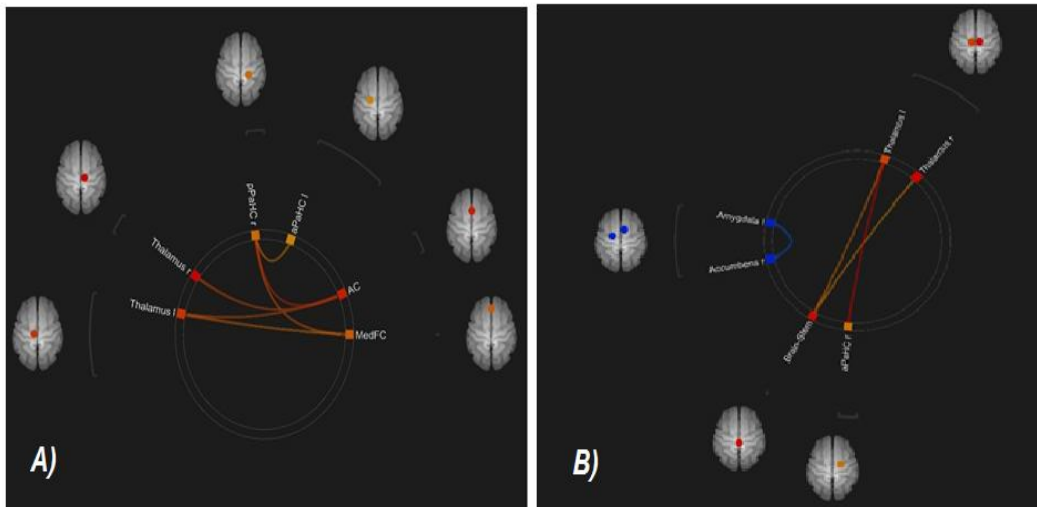 pPaHC r
aPaHC l
Thalamus r
AC
Thalamus l
MedFC
A)
Thalamus l
Thalamus r
Amygdala r
Accumbens r
Brain-Stem
aPaHC r
B)